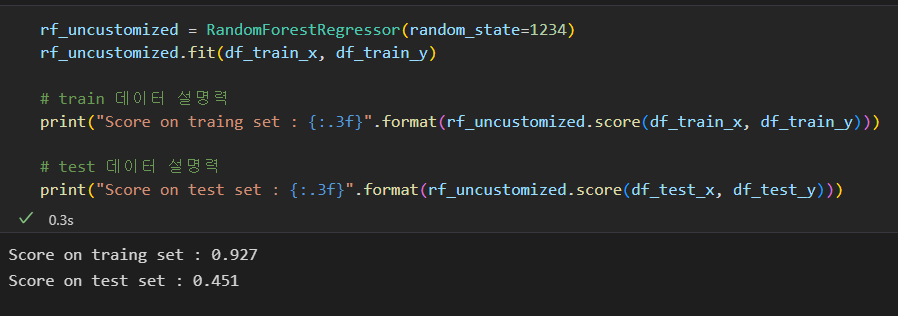 rf_uncustomized = RandomForestRegressor(random_state=1234)
rf_uncustomized.fit(df_train_x, df_train_y)
# train 데이터 설명력
print("Score on traing set : {:.3f}".format(rf_uncustomized.score(df_train_x, df_train_y)))
# test 데이터 설명력
print("Score on test set : {:.3f}".format(rf_uncustomized.score(df_test_x, df_test_y)))
0.3s
Score on traing set : 0.927
Score on test set : 0.451